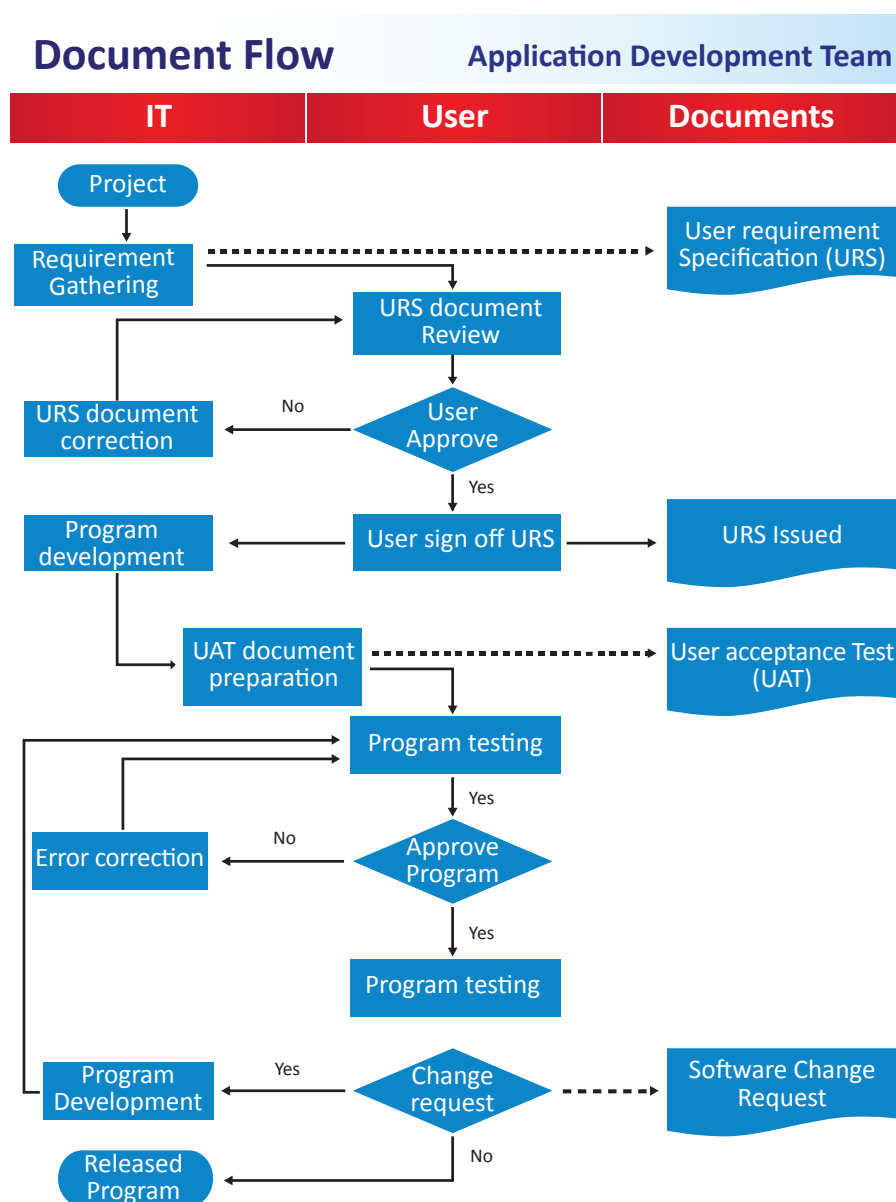 Document Flow
Application Development Team
IT
User
Documents
Project
User requirement
Specification (URS)
Requirement
Gathering
URS document
Review
URS document
correction
No
User
Approve
Yes
Program
development
User sign off URS
URS Issued
UAT document
preparation
User acceptance Test
(UAT)
Program testing
Yes
Error correction
No
Approve
Program
Yes
Program testing
Program
Development
Yes
Change
request
Software Change
Request
No
Released
Program